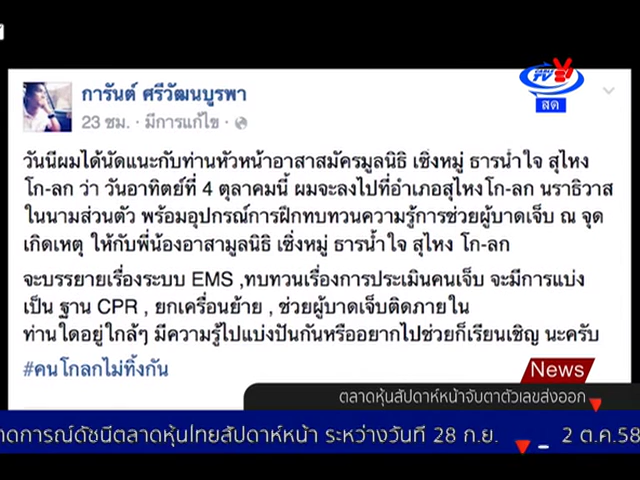 การันต์ ศรีวัฒนบูรพา
23 ชม. · มีการแก้ไข ·
TV
สด
วันนี้ผมได้นัดแนะกับท่านหัวหน้าอาสาสมัครมูลนิธิ เซิ่งหมู่ ธารน้ำใจ สุไหง
โก-ลก ว่า วันอาทิตย์ที่ 4 ตุลาคมนี้ ผมจะลงไปที่อำเภอสุไหงโก-ลก นราธิวาส
ในนามส่วนตัว พร้อมอุปกรณ์การฝึกทบทวนความรู้การช่วยผู้บาดเจ็บ ณ จุด
เกิดเหตุ ให้กับพี่น้องอาสามูลนิธิ เซิ่งหมู่ ธารน้ำใจ สุไหง โก-ลก
จะบรรยายเรื่องระบบ EMS ,ทบทวนเรื่องการประเมินคนเจ็บ จะมีการแบ่ง
เป็น ฐาน CPR , ยกเครื่อนย้าย , ช่วยผู้บาดเจ็บติดภายใน
ท่านใดอยู่ใกล้ๆ มีความรู้ไปแบ่งปันกันหรืออยากไปช่วยก็เรียนเชิญ นะครับ
#คนโกลกไม่ทิ้งกัน
News
ตลาดหุ้นสัปดาห์หน้าจับตาตัวเลขส่งออก
าดการณ์ดัชนีตลาดหุ้นไทยสัปดาห์หน้า ระหว่างวันที่ 28 ก.ย. – 2 ต.ค.58